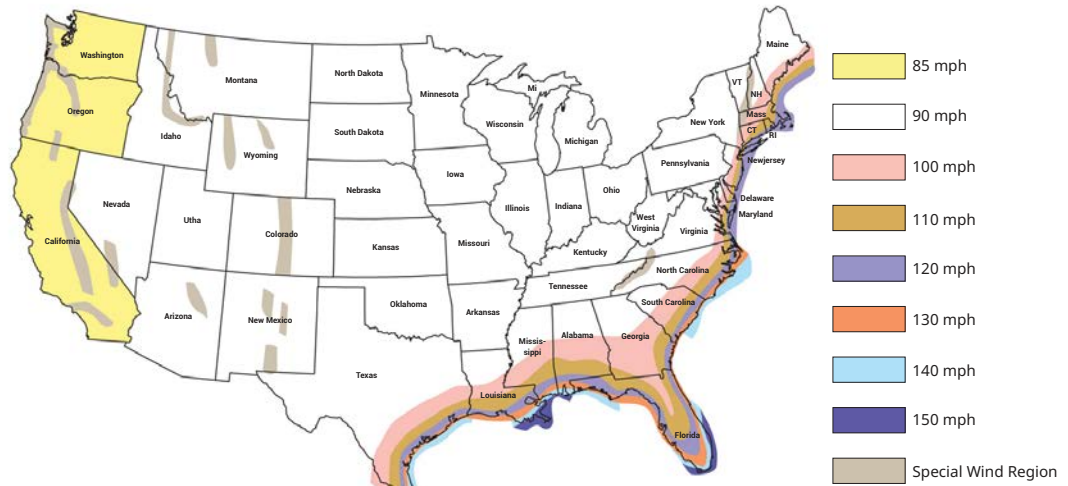 Washington
Montana
North Dakota
Minnesota
Maine
VT
NH
Mass
CT
RI
Oregon
Idaho
Wyoming
South Dakota
Wisconsin
Mi
Michigan
New York
Pennsylvania
Newjersey
Nebraska
Iowa
Illinois
Indiana
Ohio
Delaware
Maryland
West
Virginia
Virginia
Nevada
Utha
Colorado
Kansas
Missouri
Kentucky
California
North Carolina
Tennessee
Arizona
New Mexico
Oklahoma
Arkansas
South Carolina
Missis-
sippi
Alabama
Georgia
Texas
Louisiana
Florida
85 mph
90 mph
100 mph
110 mph
120 mph
130 mph
140 mph
150 mph
Special Wind Region